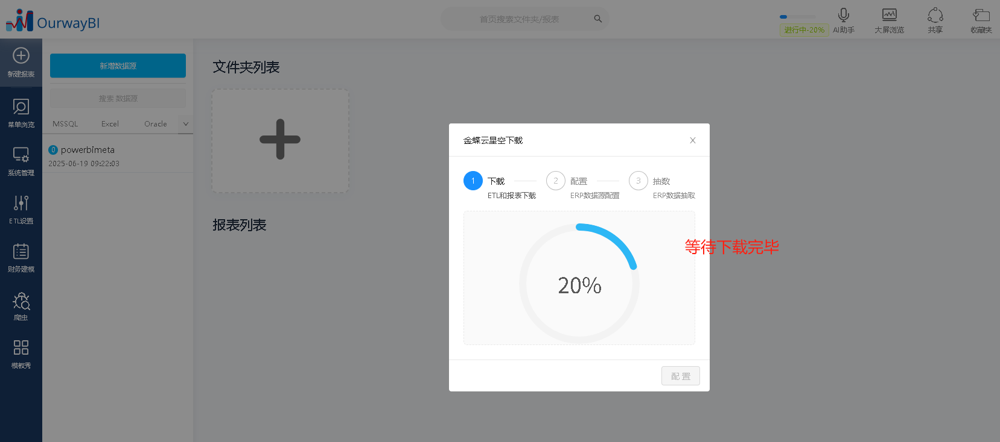 OurwayBI
首页搜索文件夹/报表
进行中-20%
AI助手
大屏浏览
共享
收藏夹
新建报表
菜单浏览
系统管理
ETL设置
财务建模
爬虫
模板秀
新增数据源
搜索 数据源
MSSQL Excel Oracle
0 powerbimeta
2025-06-19 09:22:03
文件夹列表
报表列表
金蝶云星空下载
1 下载
ETL和报表下载
2 配置
ERP数据源配置
3 抽数
ERP数据抽取
20%
等待下载完毕
配 置